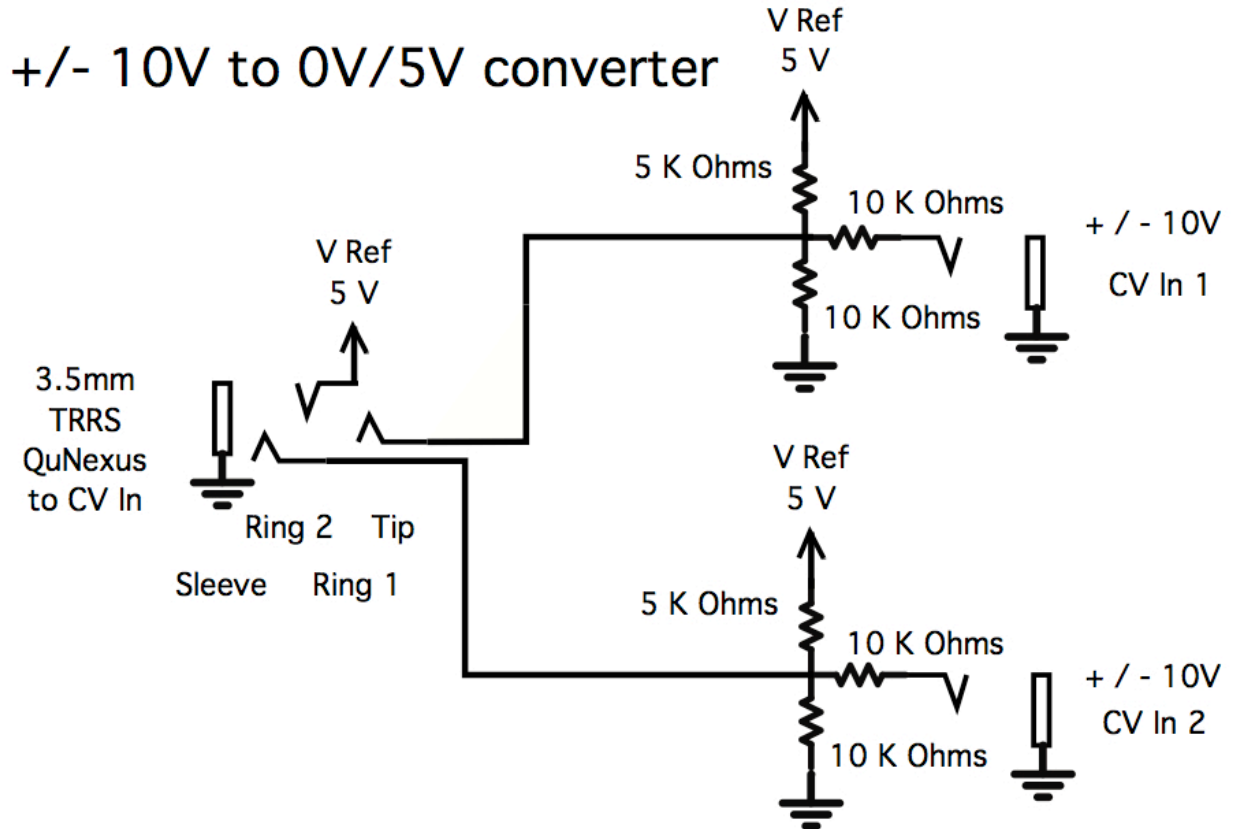 +/- 10V to 0V/5V converter
V Ref
5 V
5 K Ohms
10 K Ohms
10 K Ohms
+ / - 10V
CV In 1
V Ref
5 V
3.5mm
TRRS
QuNexus
to CV In
Ring 2
Tip
Sleeve
Ring 1
V Ref
5 V
5 K Ohms
10 K Ohms
10 K Ohms
+ / - 10V
CV In 2